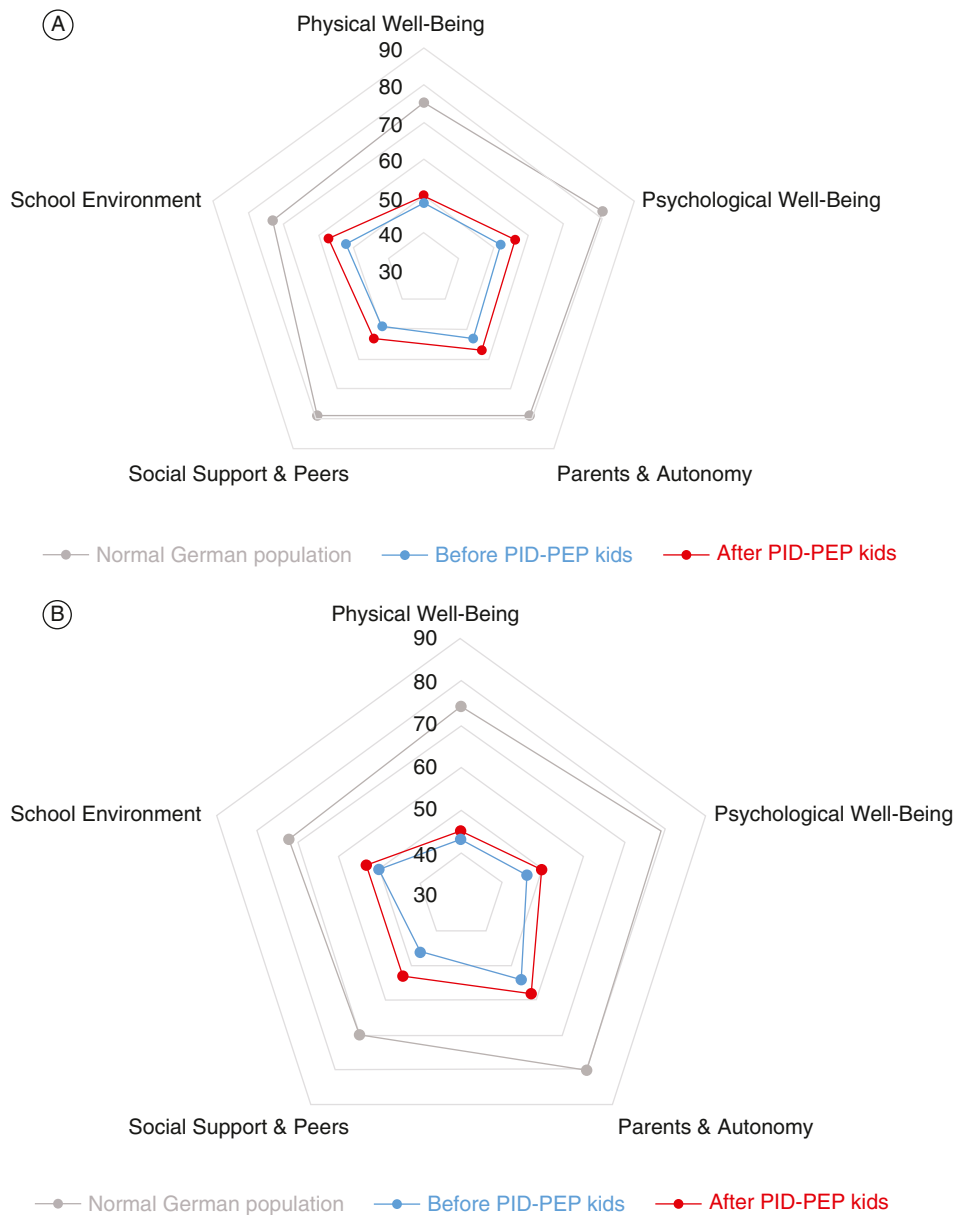 A
Physical Well-Being
90
80
70
60
50
40
30
School Environment
Psychological Well-Being
Social Support & Peers
Parents & Autonomy
Normal German population
Before PID-PEP kids
After PID-PEP kids
B
Physical Well-Being
90
80
70
60
50
40
30
School Environment
Psychological Well-Being
Social Support & Peers
Parents & Autonomy
Normal German population
Before PID-PEP kids
After PID-PEP kids